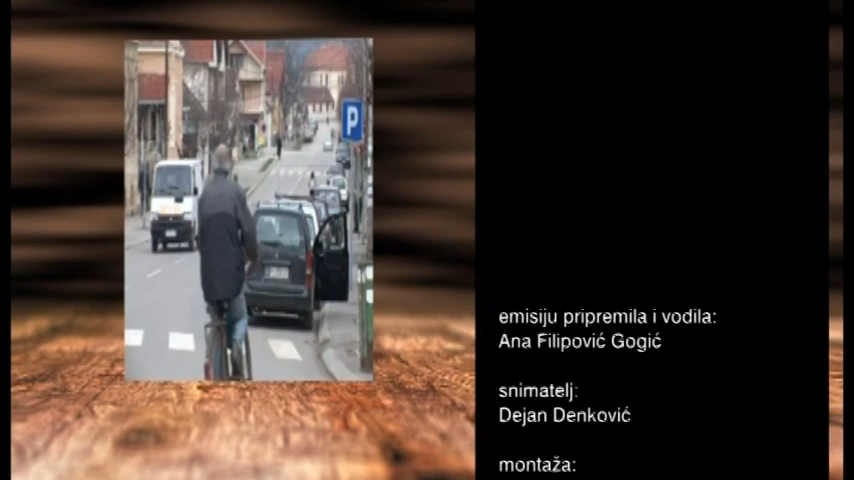 P
emisiju pripremila i vodila:
Ana Filipović Gogić
snimatelj:
Dejan Denković
montaža: